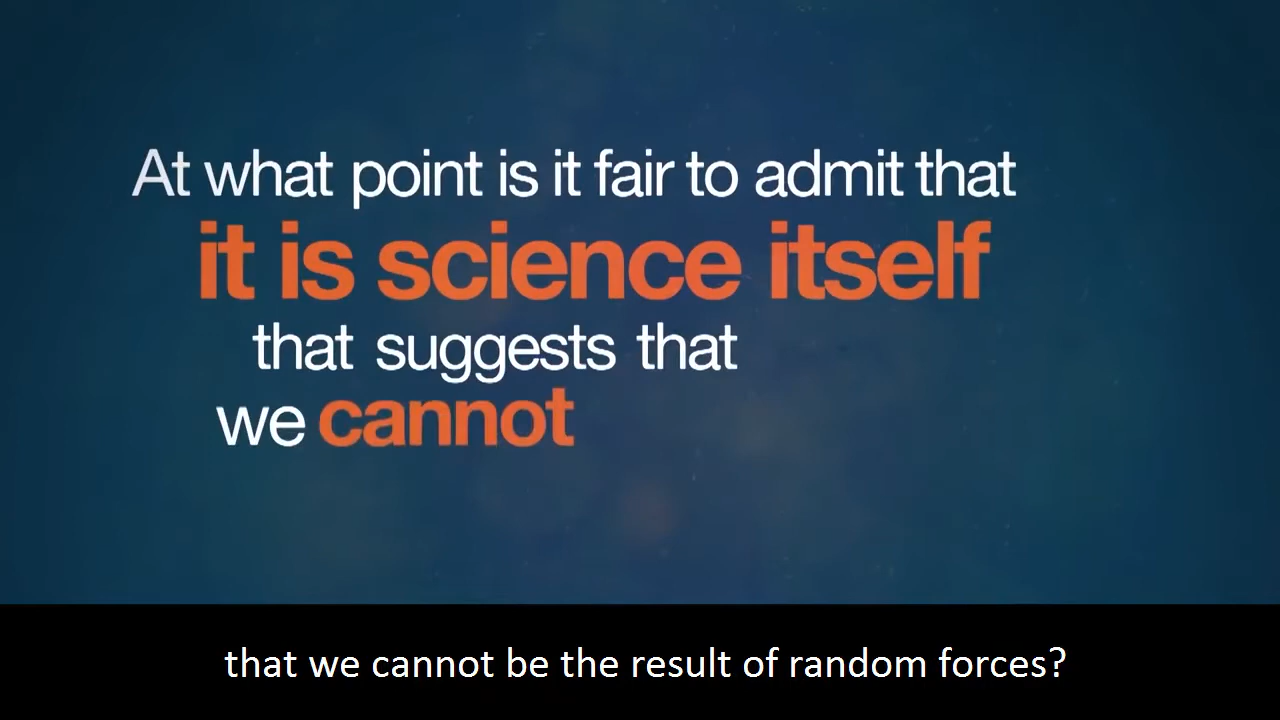 At what point is it fair to admit that
it is science itself
that suggests that
we cannot
that we cannot be the result of random forces?